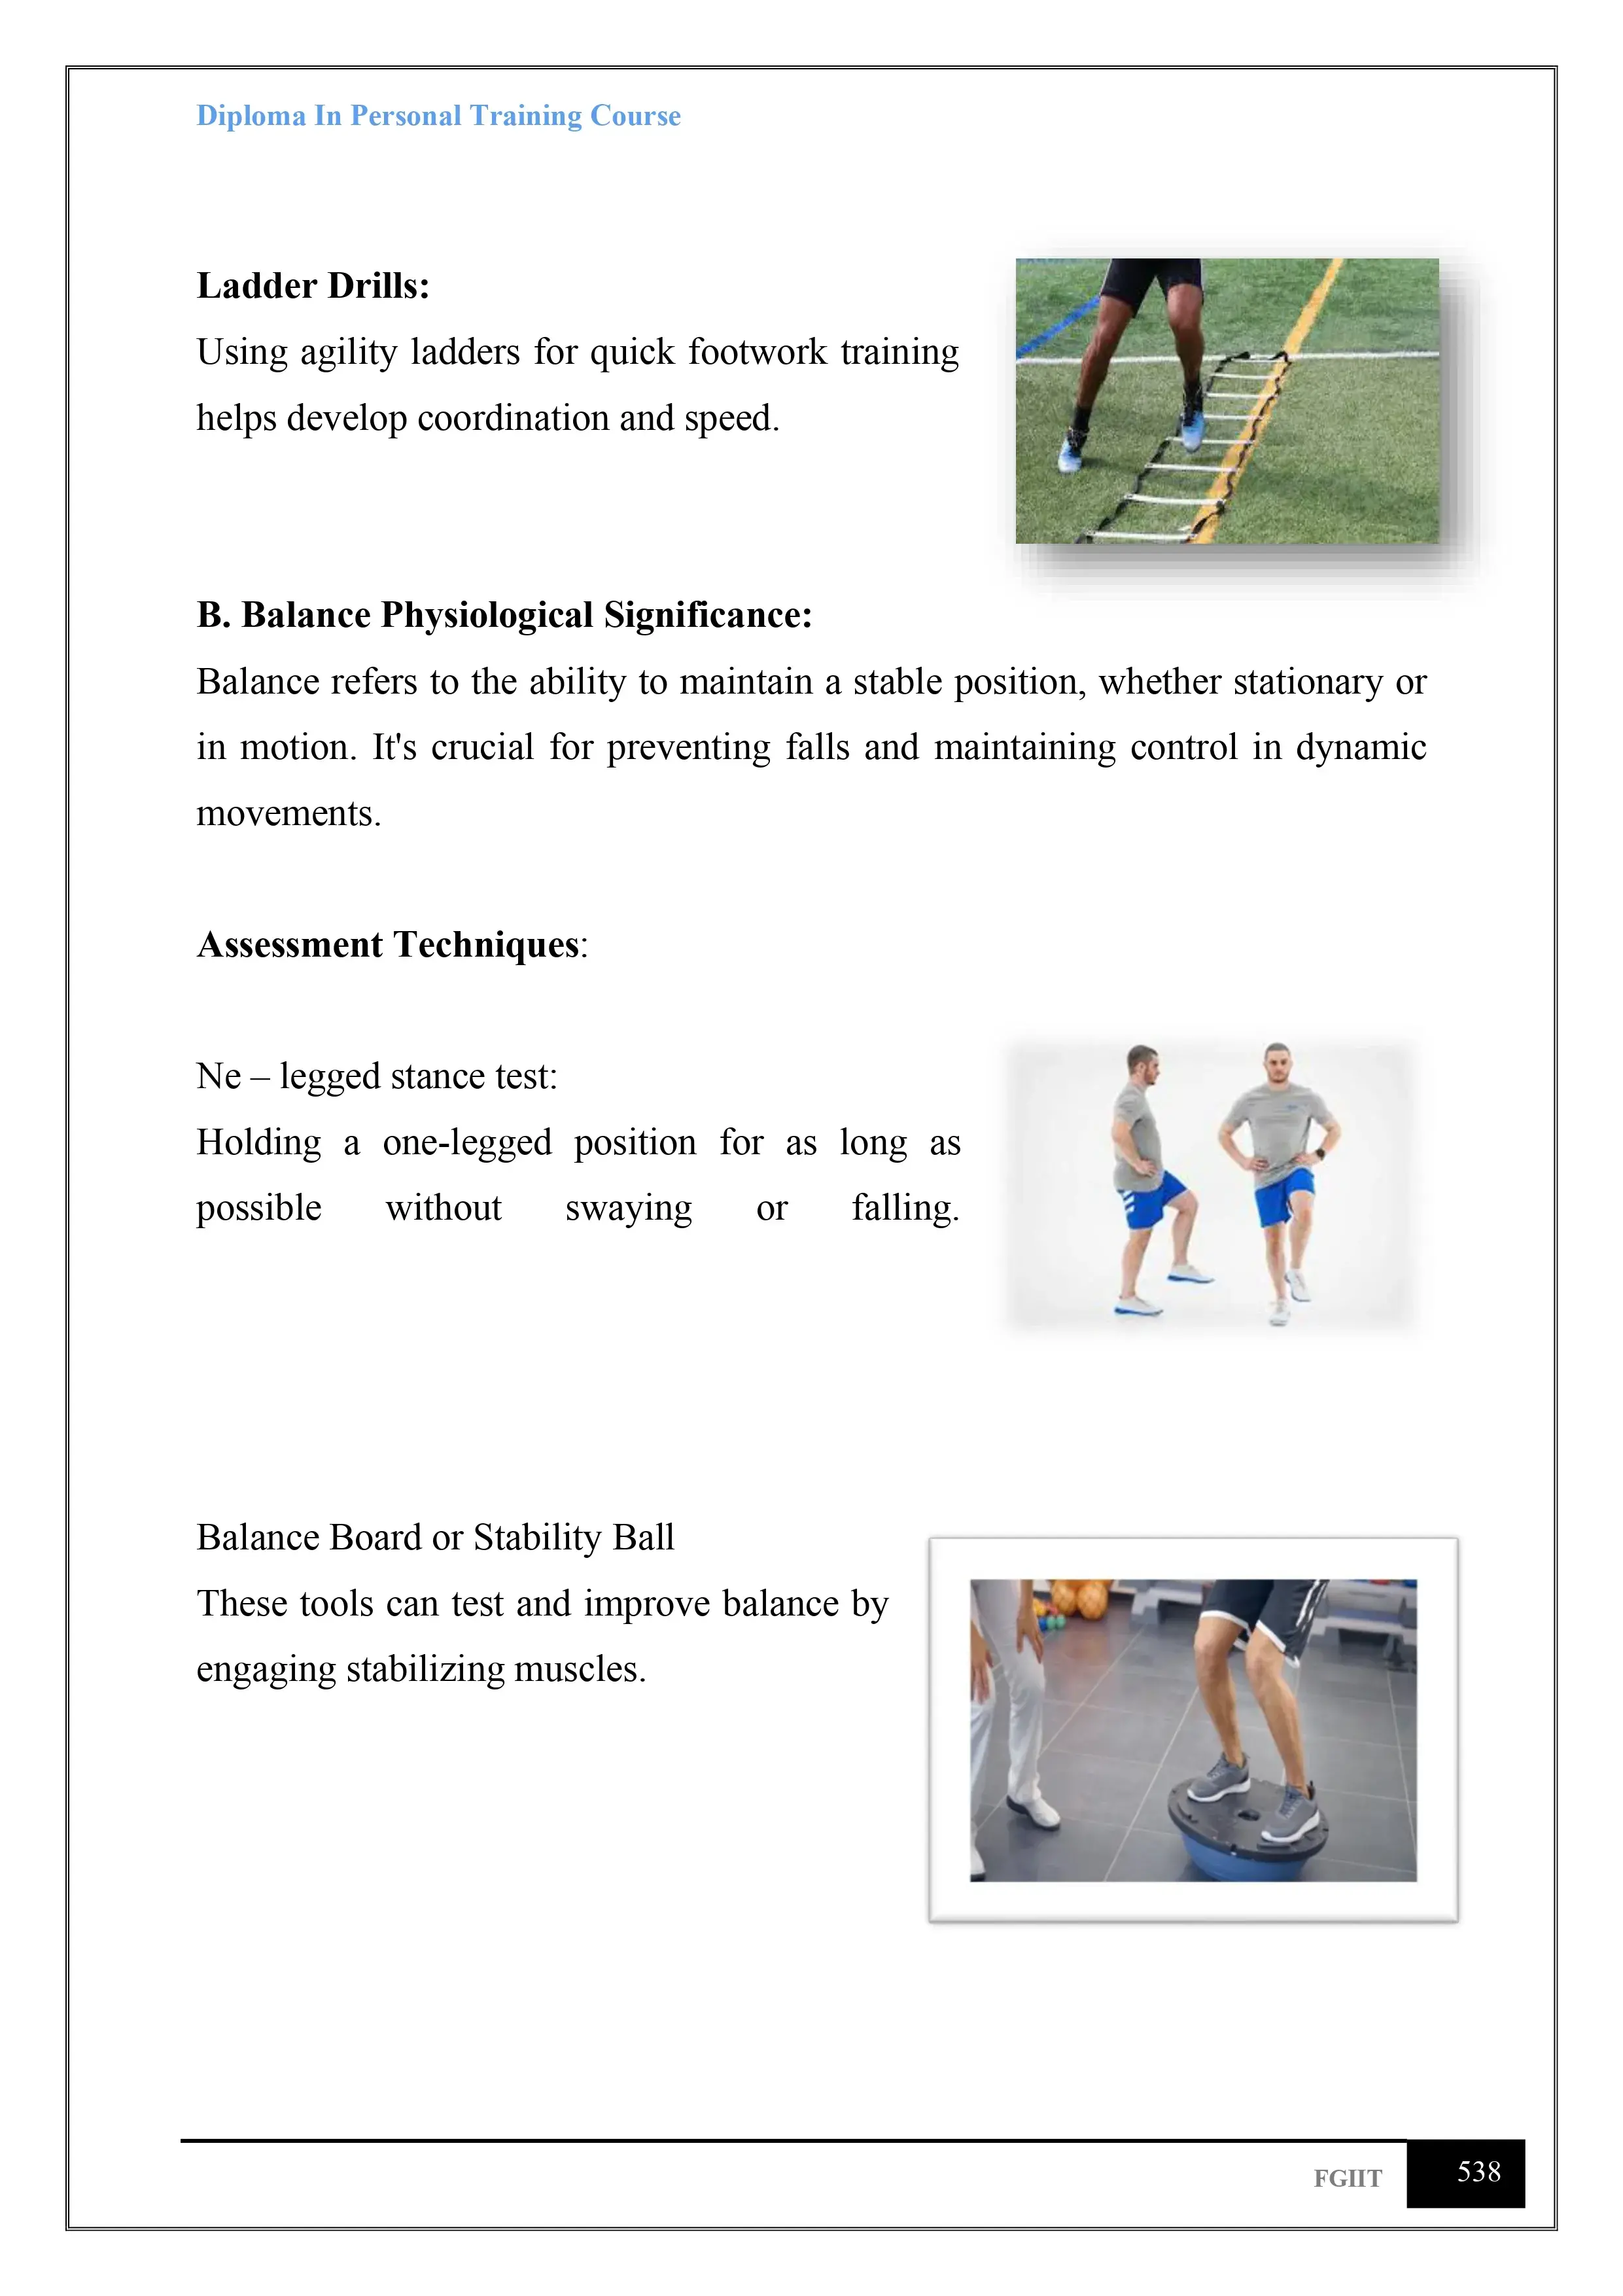 Diploma In Personal Training Course
Ladder Drills:
Using agility ladders for quick footwork training
helps develop coordination and speed.
B. Balance Physiological Significance:
Balance refers to the ability to maintain a stable position, whether stationary or
in motion. It's crucial for preventing falls and maintaining control in dynamic
movements.
Assessment Techniques:
Ne – legged stance test:
Holding a one-legged position for as long as
possible without swaying or falling.
Balance Board or Stability Ball
These tools can test and improve balance by
engaging stabilizing muscles.
FGIIT
538